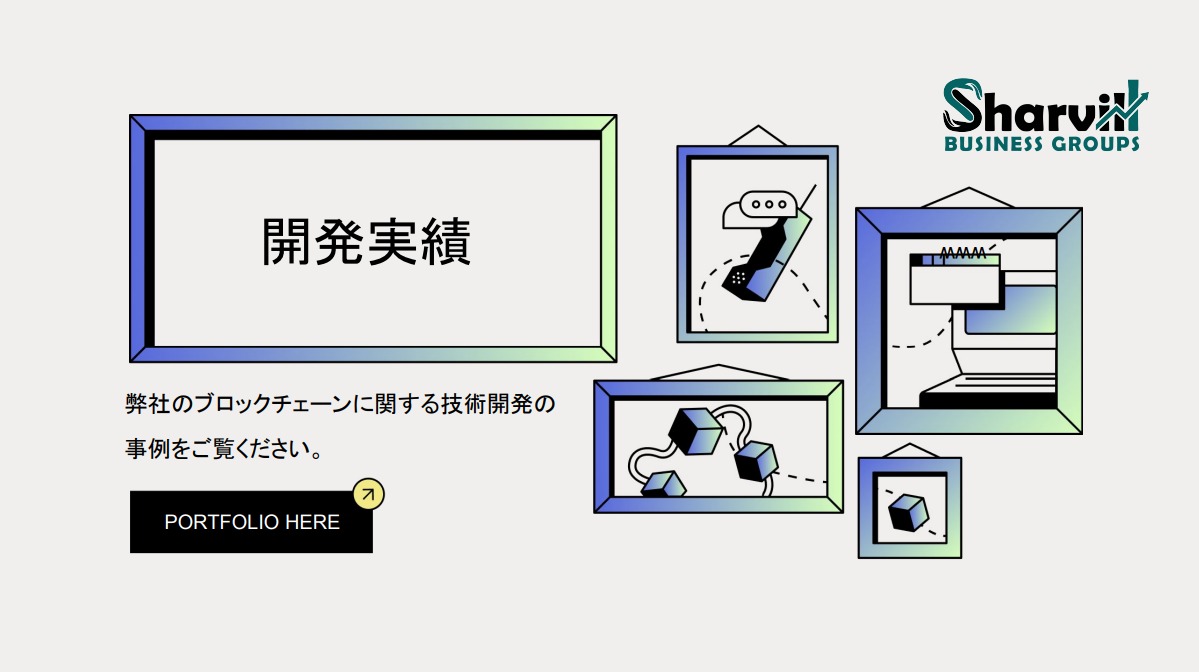 Sharvill
BUSINESS GROUPS
開発実績
弊社のブロックチェーンに関する技術開発の
事例をご覧ください。
PORTFOLIO HERE